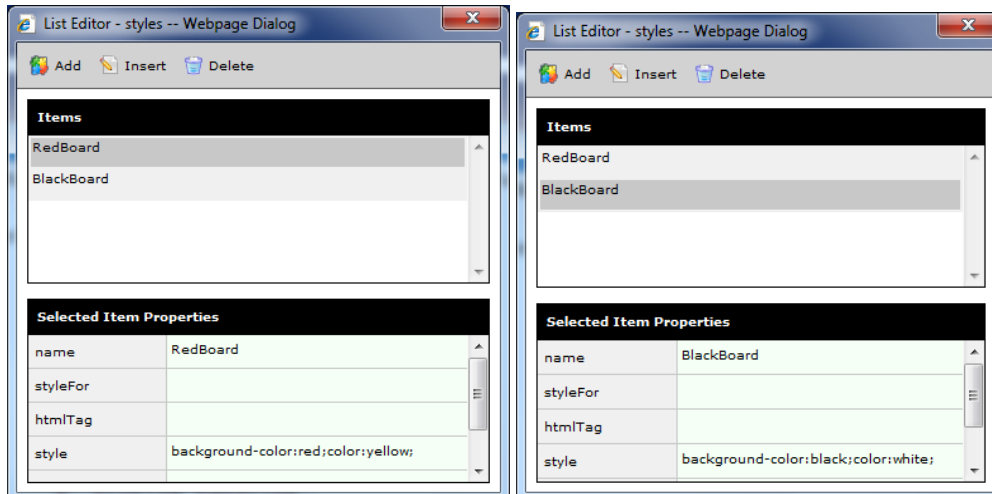 List Editor - styles -- Webpage Dialog
Add Insert Delete
Items
RedBoard
BlackBoard
Selected Item Properties
name RedBoard
styleFor
htmlTag
style background-color:red;color:yellow;
List Editor - styles -- Webpage Dialog
Add Insert Delete
Items
RedBoard
BlackBoard
Selected Item Properties
name BlackBoard
styleFor
htmlTag
style background-color:black;color:white;